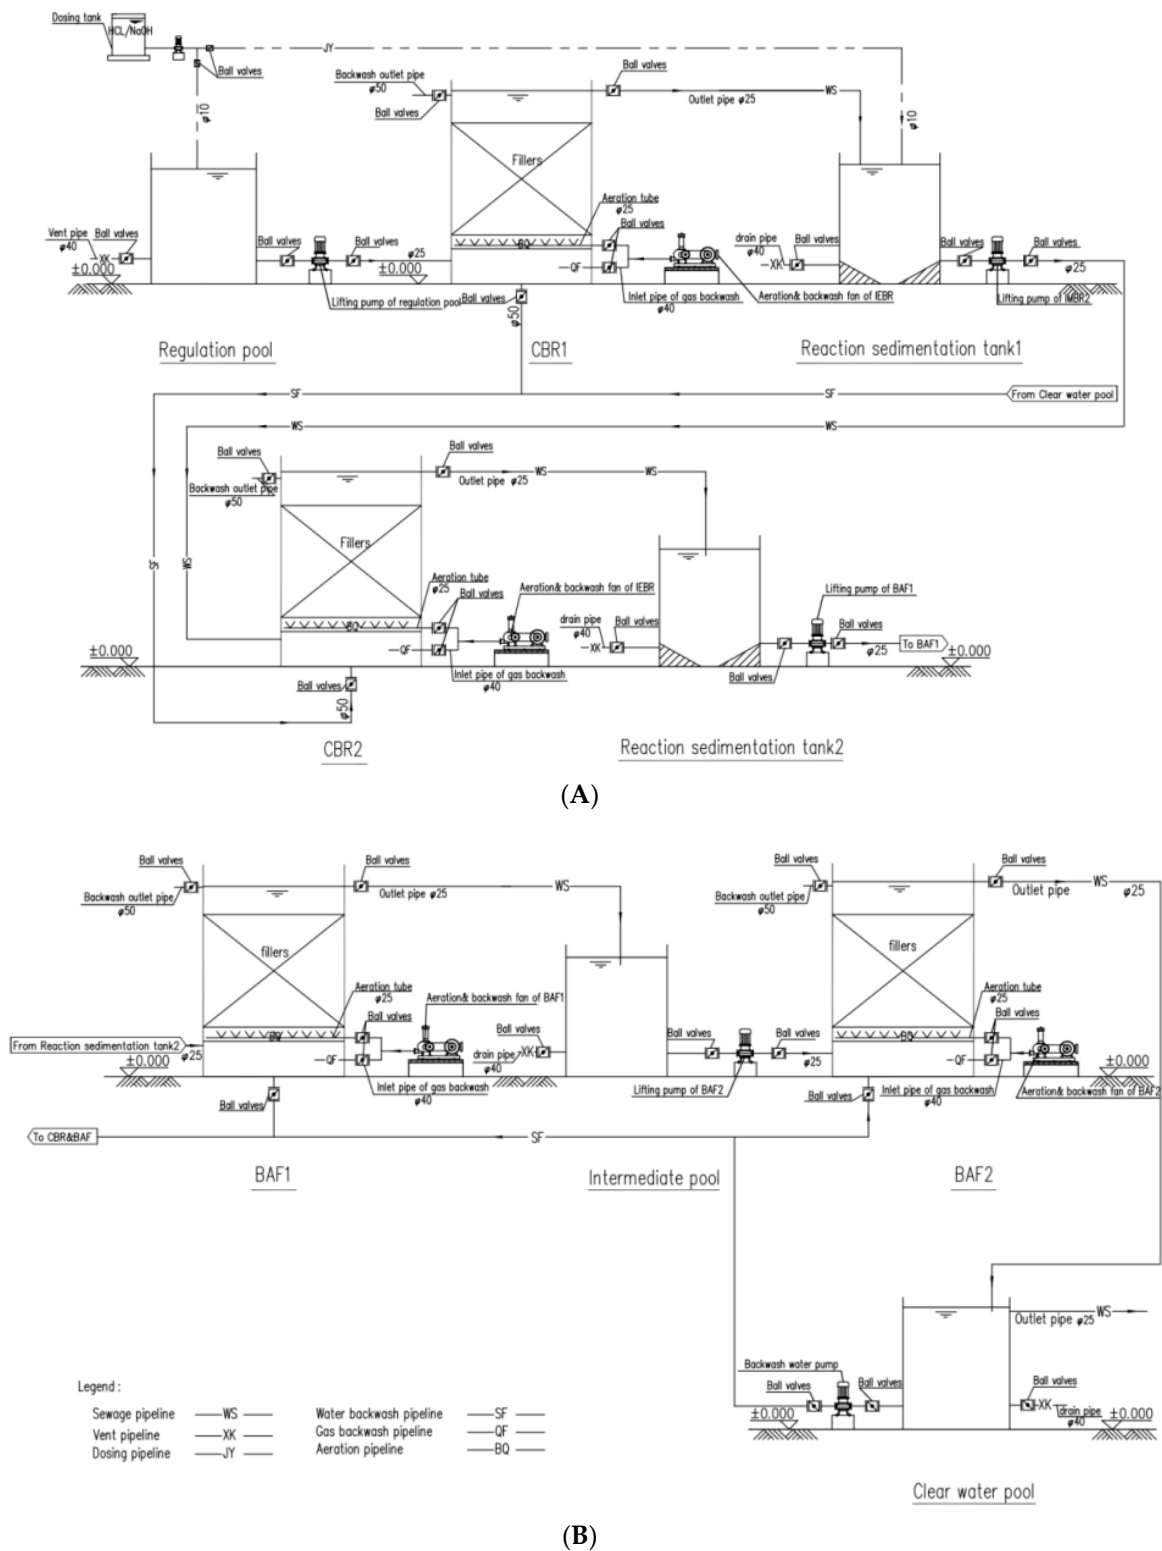 Dosing tank
HCL/NaOH
Ball valves
JY
φ10
Backwash outlet pipe
φ50
Ball valves
Ball valves
Outlet pipe φ25
WS
φ10
Fillers
Aeration tube
φ25
Ball valves
BQ
QF
Vent pipe
φ40
Ball valves
XK
±0.000
Ball valves
Ball valves
φ25
±0.000
Lifting pump of regulation pool
Ball valves
φ50
Inlet pipe of gas backwash
φ40
Aeration& backwash fan of IEBR
drain pipe
φ40
Ball valves
XK
Ball valves
Ball valves
φ25
Lifting pump of IMBR2
±0.000
Regulation pool
CBR1
Reaction sedimentation tank1
SF
SF
From Clear water pool
WS
WS
Ball valves
Backwash outlet pipe
φ50
Ball valves
Outlet pipe φ25
WS
WS
Fillers
SF
WS
Aeration tube
φ25
Ball valves
BQ
QF
Aeration& backwash fan of IEBR
drain pipe
φ40
Ball valves
XK
Lifting pump of BAF1
Ball valves
φ25
To BAF1
±0.000
±0.000
Ball valves
φ50
Inlet pipe of gas backwash
φ40
Ball valves
CBR2
Reaction sedimentation tank2
(A)
Ball valves
Backwash outlet pipe
φ50
Ball valves
Outlet pipe φ25
WS
Ball valves
Backwash outlet pipe
φ50
Ball valves
Outlet pipe
WS
φ25
fillers
fillers
Aeration tube
φ25
Ball valves
BQ
QF
Aeration& backwash fan of BAF1
Ball valves
XK
drain pipe
φ40
Ball valves
Ball valves
φ25
Aeration tube
φ25
Ball valves
BQ
QF
From Reaction sedimentation tank2
φ25
±0.000
±0.000
Ball valves
Inlet pipe of gas backwash
φ40
Lifting pump of BAF2
Ball valves
Inlet pipe of gas backwash
φ40
Aeration& backwash fan of BAF2
To CBR&BAF
SF
BAF1
Intermediate pool
BAF2
Outlet pipe φ25
WS
Backwash water pump
Ball valves
Ball valves
Ball valves
XK
drain pipe
φ40
±0.000
±0.000
Clear water pool
Legend :
Sewage pipeline WS
Vent pipeline XK
Dosing pipeline JY
Water backwash pipeline SF
Gas backwash pipeline QF
Aeration pipeline BQ
(B)